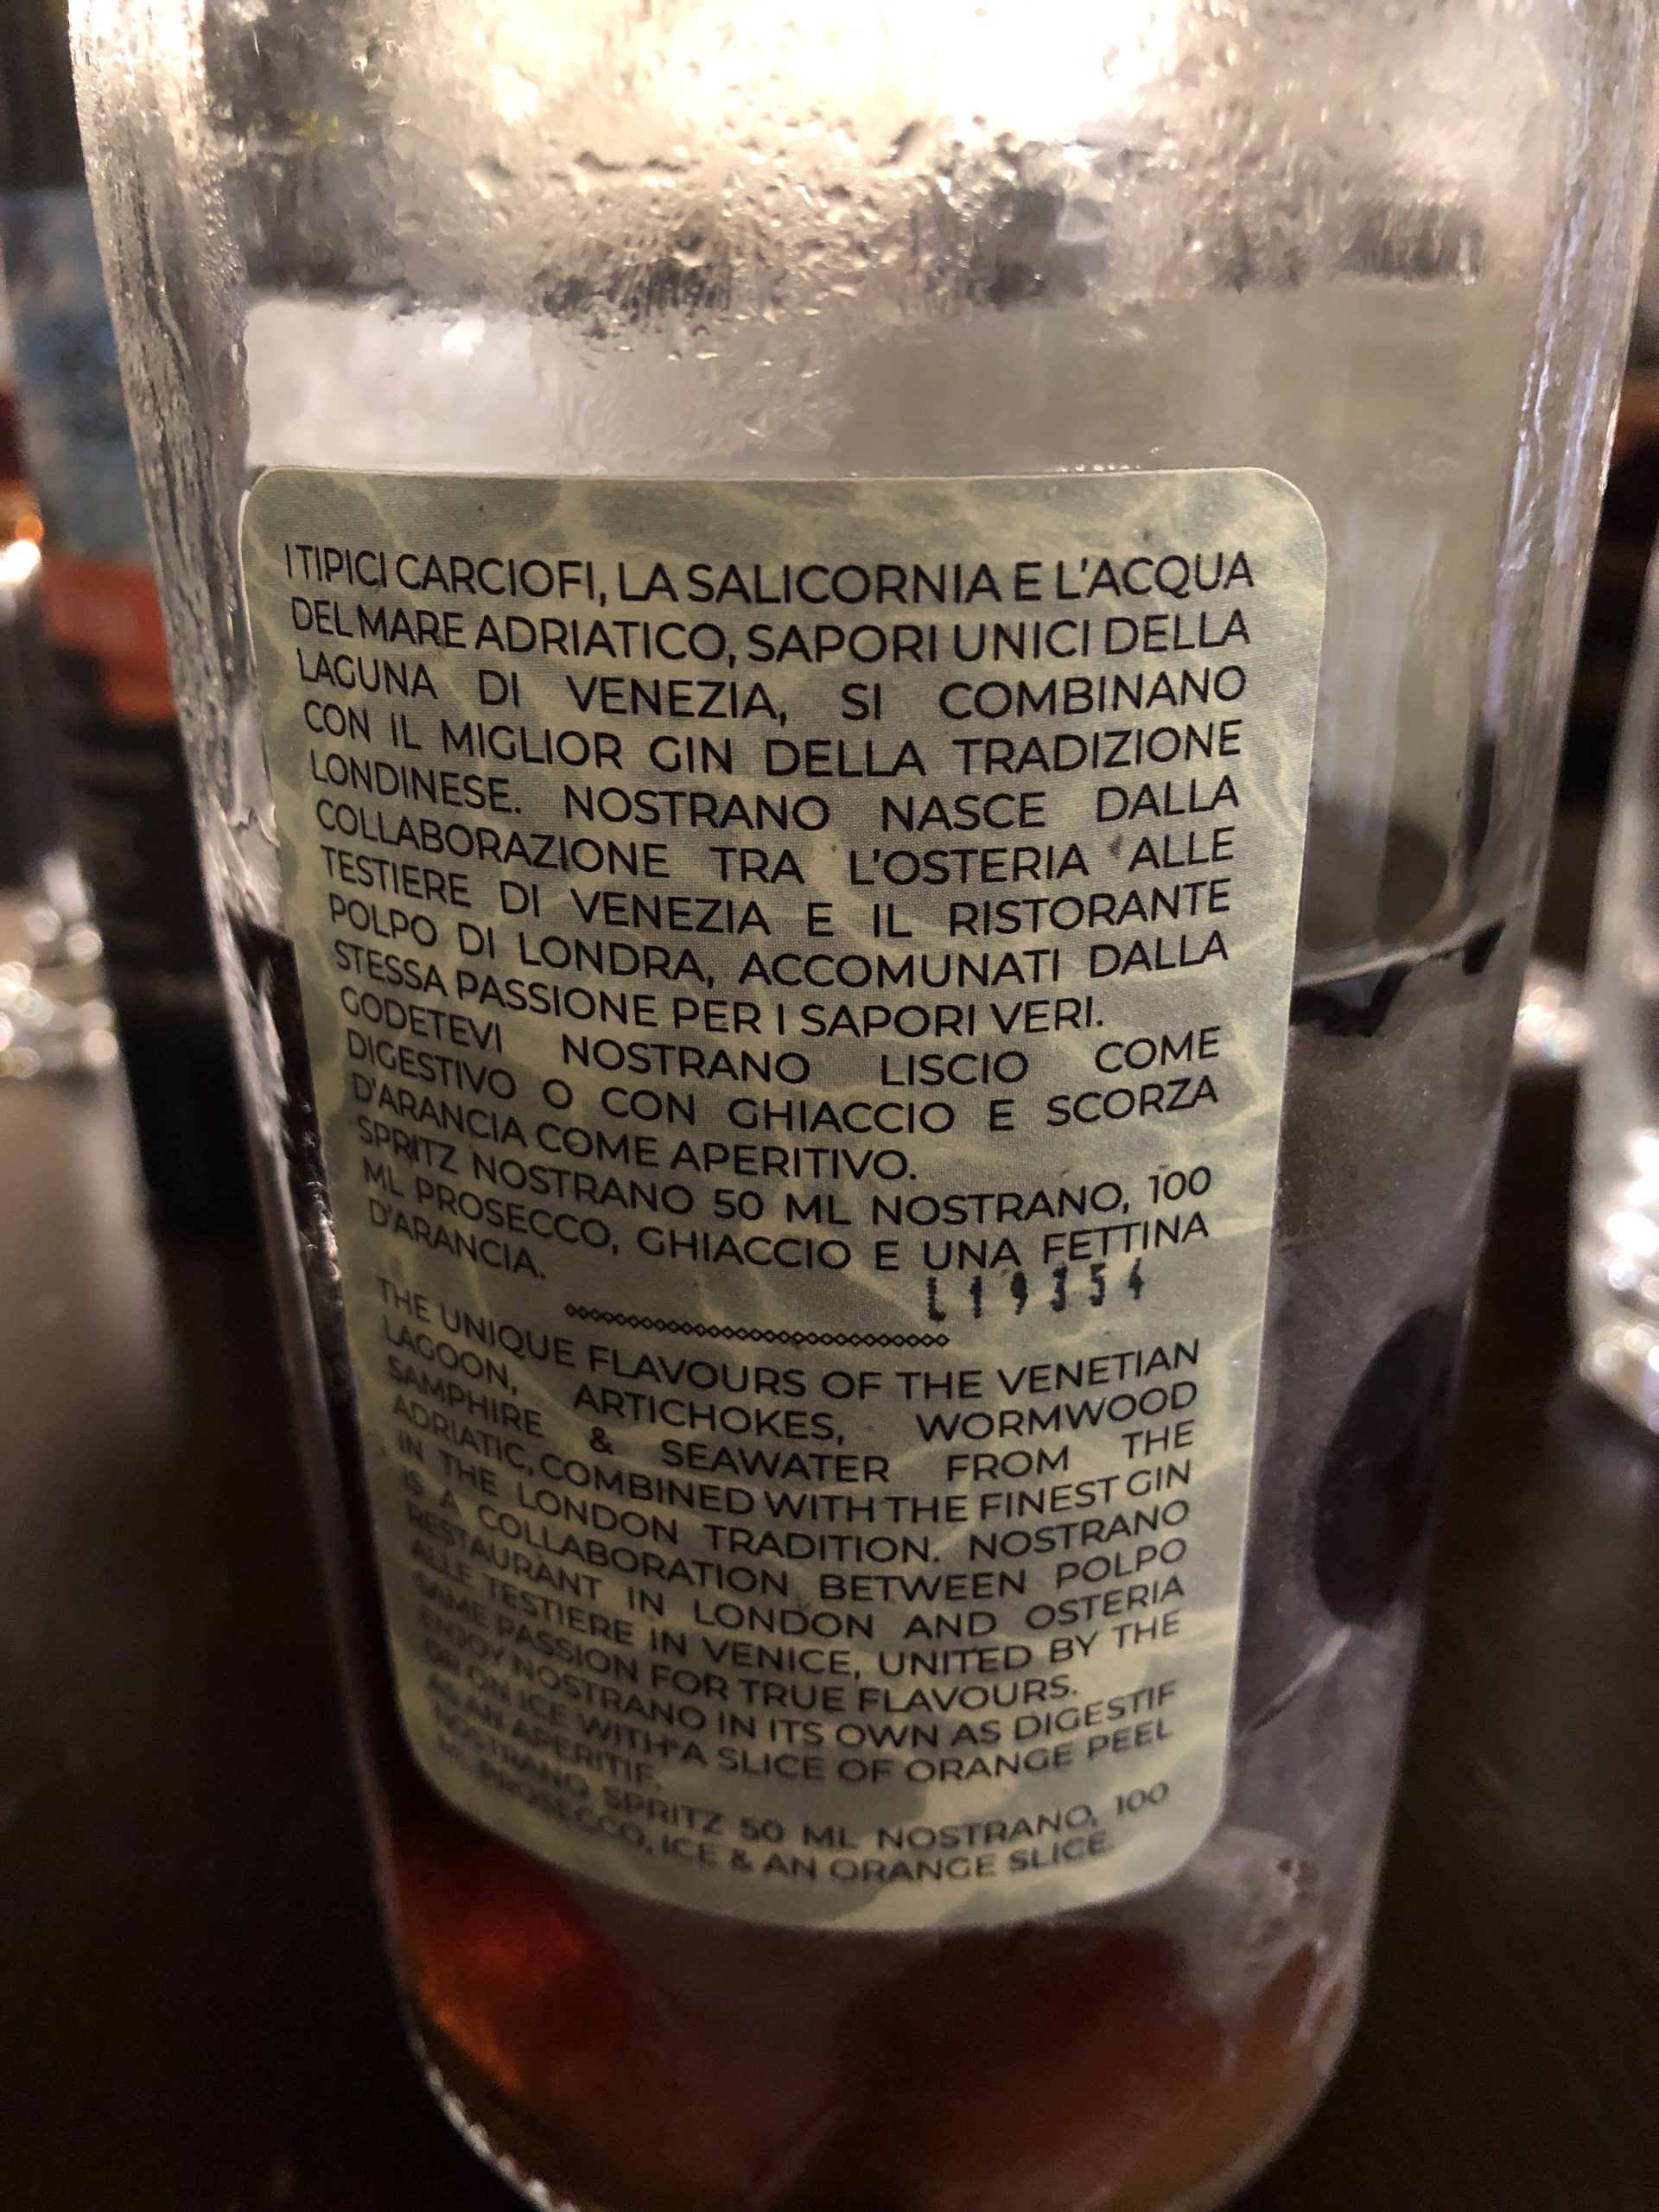 I TIPICI CARCIOFI, LA SALICORNIA E L'ACQUA
DEL MARE ADRIATICO, SAPORI UNICI DELLA
LAGUNA DI VENEZIA, SI COMBINANO
CON IL MIGLIOR GIN DELLA TRADIZIONE
LONDINESE. NOSTRANO NASCE DALLA
COLLABORAZIONE TRA L'OSTERIA ALLE
TESTIERE DI VENEZIA E IL RISTORANTE
POLPO DI LONDRA, ACCOMUNATI DALLA
STESSA PASSIONE PER I SAPORI VERI.
GODETEVI NOSTRANO LISCIO COME
DIGESTIVO O CON GHIACCIO E SCORZA
D'ARANCIA COME APERITIVO.
SPRITZ NOSTRANO 50 ML NOSTRANO, 100
ML PROSECCO, GHIACCIO E UNA FETTINA
D'ARANCIA.
L19354
THE UNIQUE FLAVOURS OF THE VENETIAN
LAGOON, ARTICHOKES, WORMWOOD
SAMPHIRE & SEAWATER FROM THE
ADRIATIC, COMBINED WITH THE FINEST GIN
IN THE LONDON TRADITION. NOSTRANO
IS A COLLABORATION BETWEEN POLPO
RESTAURANT IN LONDON AND OSTERIA
ALLE TESTIERE IN VENICE, UNITED BY THE
SAME PASSION FOR TRUE FLAVOURS.
ENJOY NOSTRANO IN ITS OWN AS DIGESTIF
OR ON ICE WITH A SLICE OF ORANGE PEEL
AS AN APERITIF.
NOSTRANO SPRITZ 50 ML NOSTRANO, 100
ML PROSECCO, ICE & AN ORANGE SLICE.